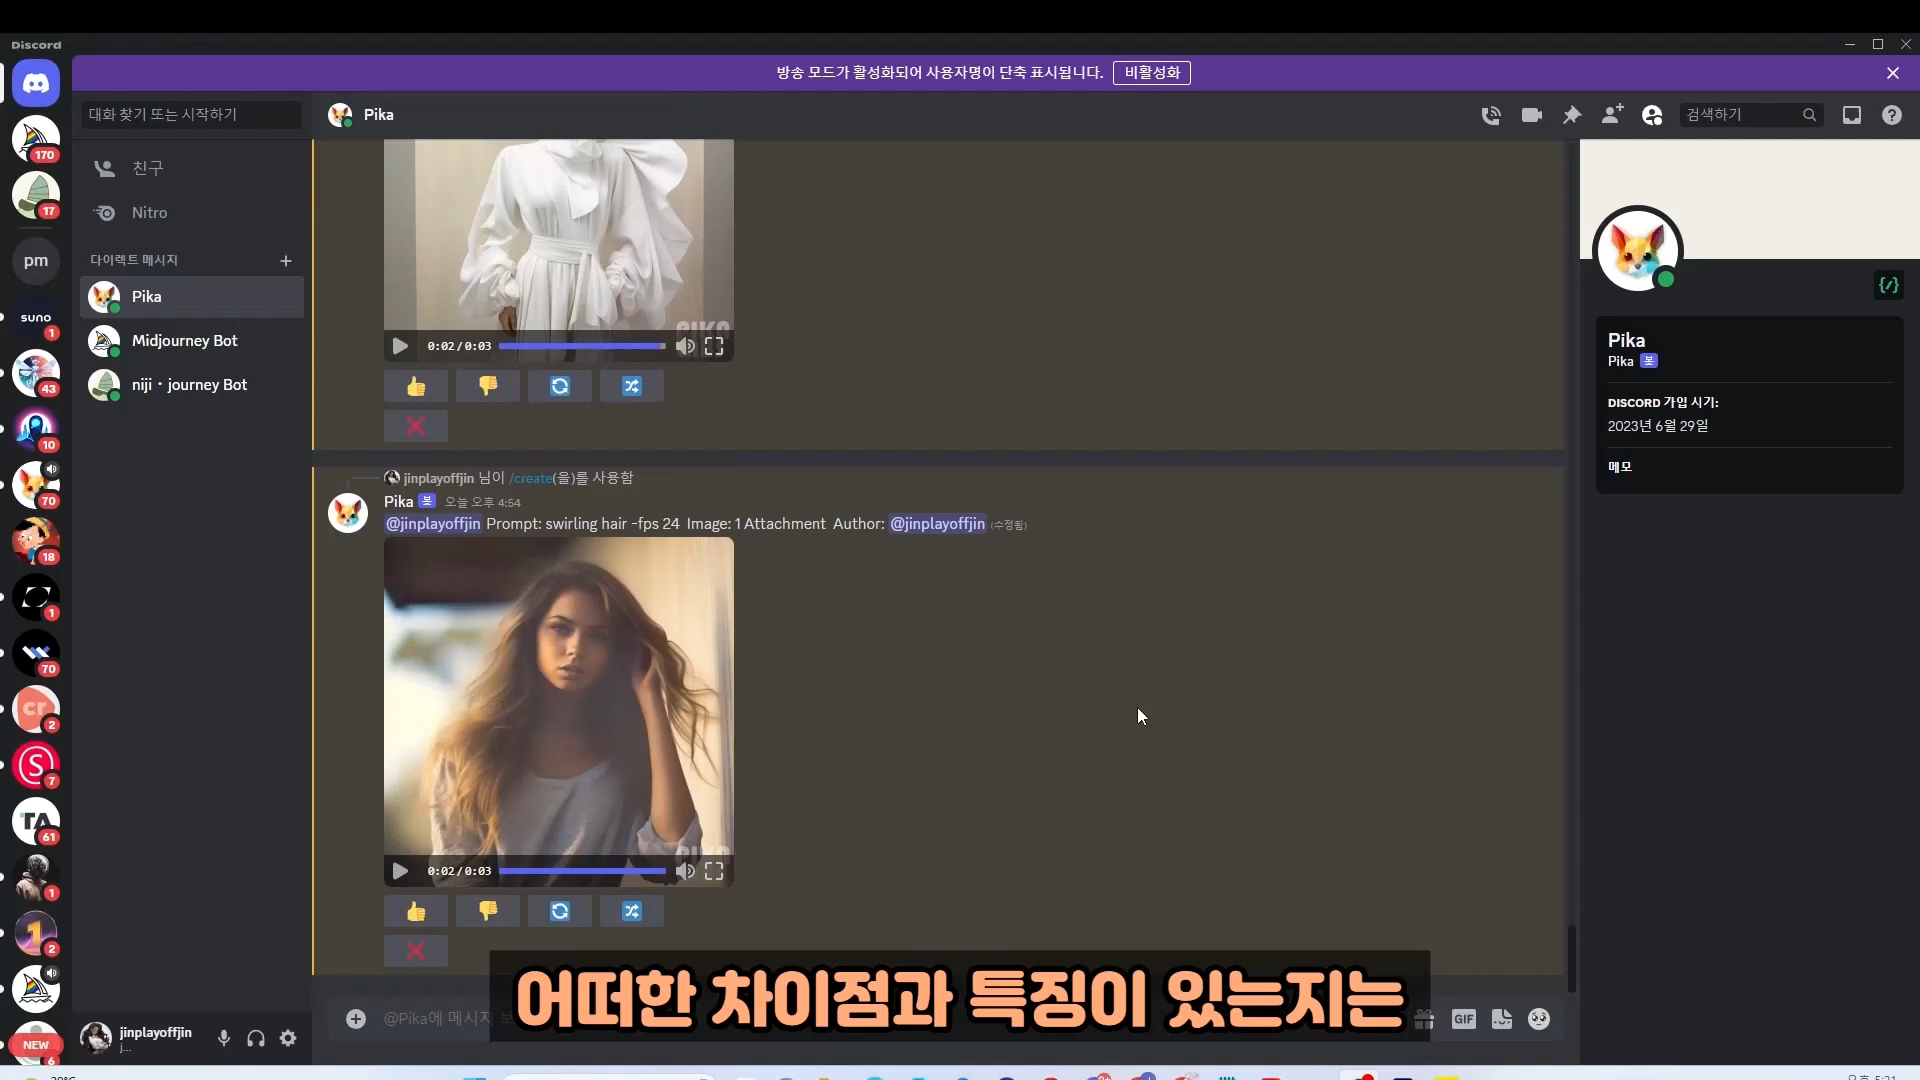 Discord
방송 모드가 활성화되어 사용자명이 단축 표시됩니다. 비활성화
대화 찾기 또는 시작하기
Pika
검색하기
170
17
pm
suno
1
43
10
70
18
1
70
cr
2
S
7
TA
61
1
1
2
NEW
6
친구
Nitro
다이렉트 메시지
Pika
Midjourney Bot
niji・journey Bot
jinplayoffjin
j...
PIKA
0:02/0:03
jinplayoffjin 님이 /create(을)를 사용함
Pika 봇 오늘 오후 4:54
@jinplayoffjin Prompt: swirling hair -fps 24 Image: 1 Attachment Author: @jinplayoffjin (수정됨)
PIKA
0:02/0:03
@Pika에 메시지 보
GIF
어떠한 차이점과 특징이 있는지는
Pika
Pika 봇
DISCORD 가입 시기:
2023년 6월 29일
메모